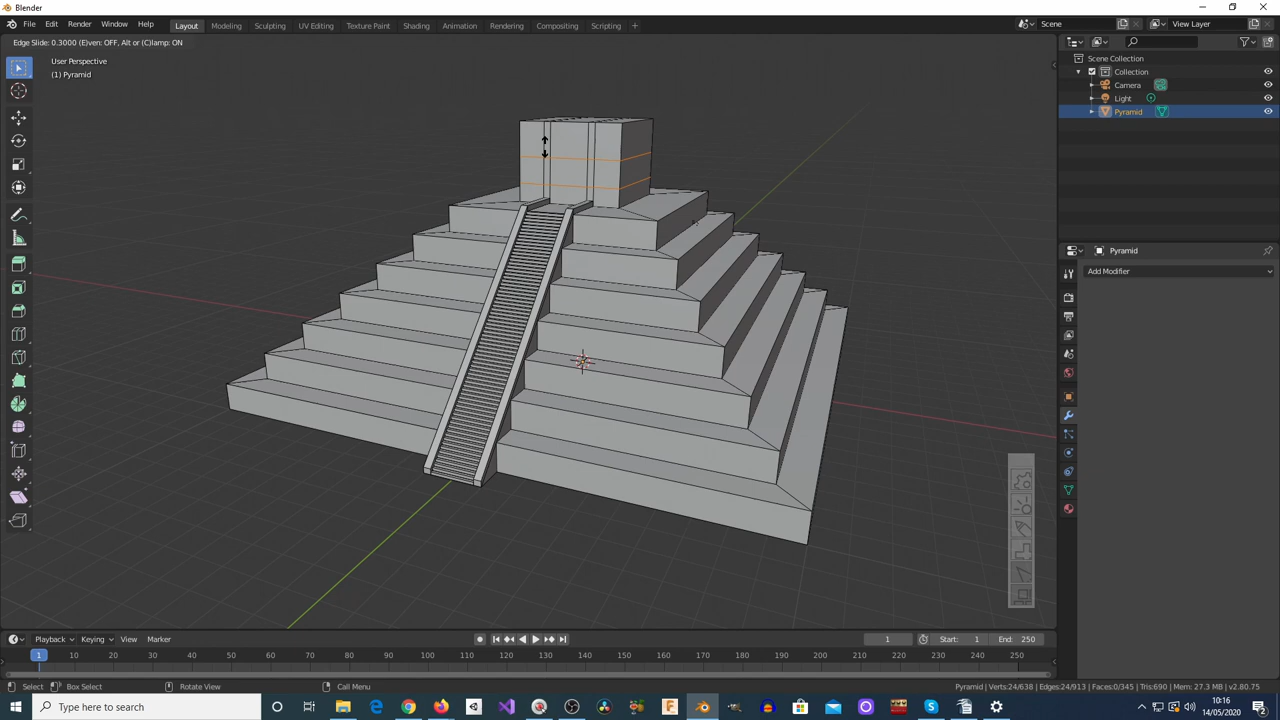 Blender
File Edit Render Window Help
Layout Modeling Sculpting UV Editing Texture Paint Shading Animation Rendering Compositing Scripting +
Scene
View Layer
Edge Slide: 0.3000 (E)ven: OFF, Alt or (C)lamp: ON
User Perspective
(1) Pyramid
Scene Collection
Collection
Camera
Light
Pyramid
Pyramid
Add Modifier
Playback Keying View Marker
1
Start: 1
End: 250
1 10 20 30 40 50 60 70 80 90 100 110 120 130 140 150 160 170 180 190 200 210 220 230 240 250
Select Box Select Rotate View Call Menu
Pyramid | Verts:24/638 | Edges:24/913 | Faces:0/345 | Tris:690 | Mem: 27.3 MB | v2.80.75
Type here to search
10:16
14/05/2020